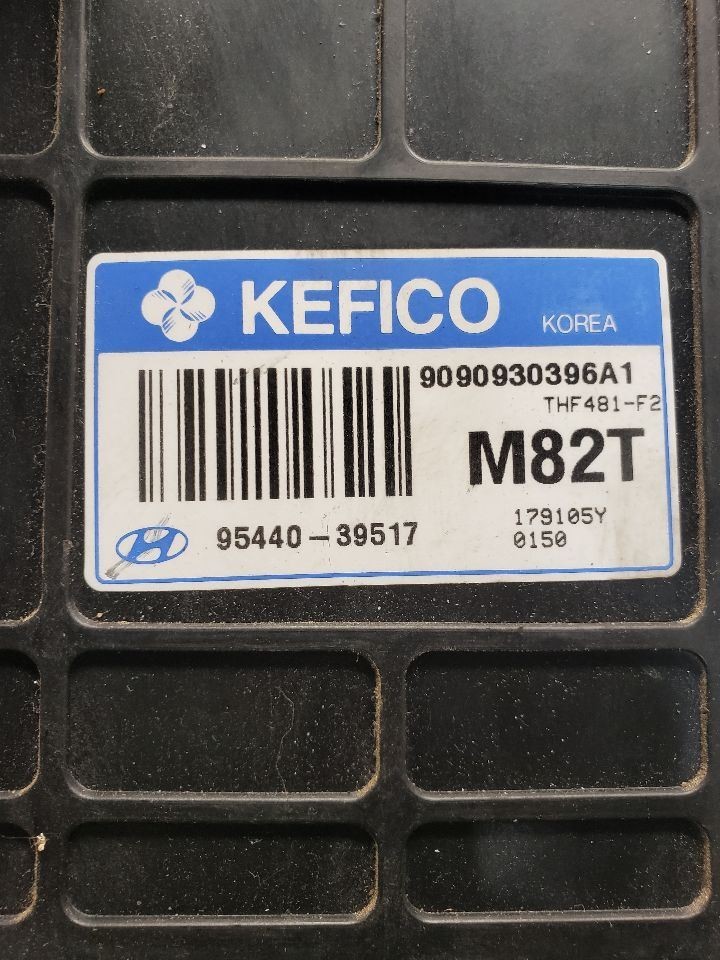 KEFICO KOREA
9090930396A1
THF481-F2
M82T
95440-39517
179105Y
0150